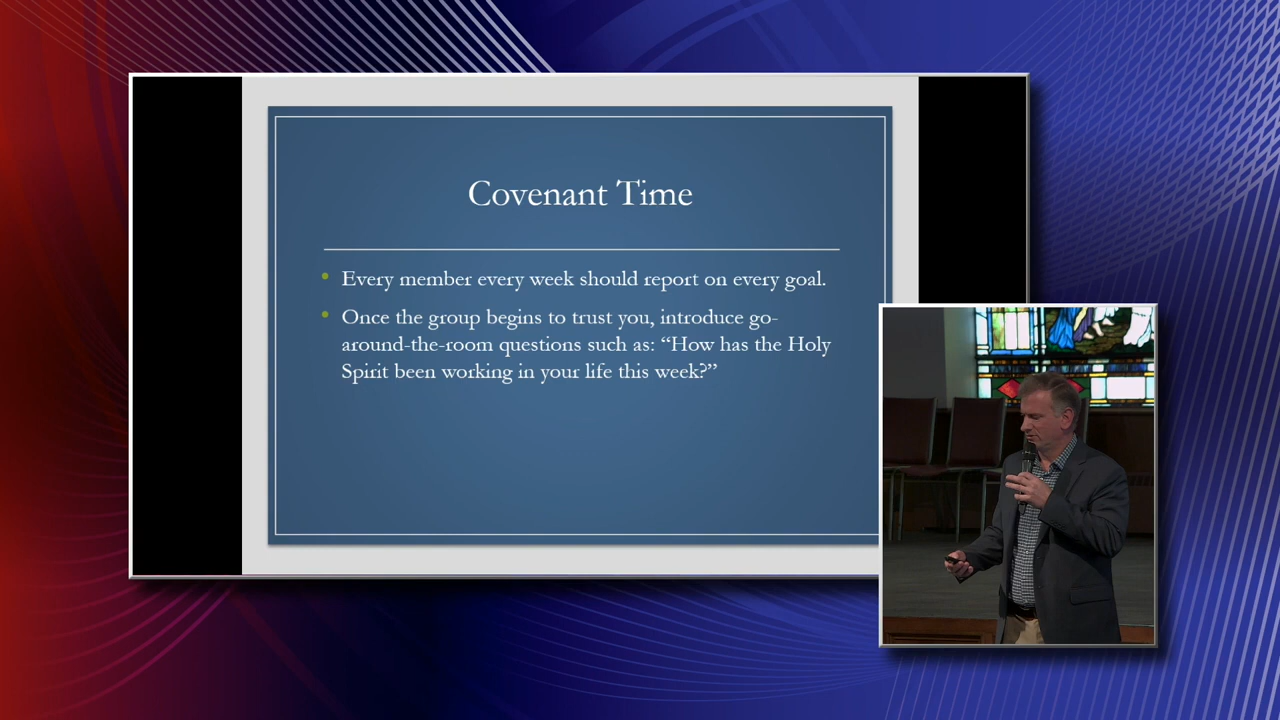 Covenant Time
Every member every week should report on every goal.
Once the group begins to trust you, introduce go-
around-the-room questions such as: “How has the Holy
Spirit been working in your life this week?”